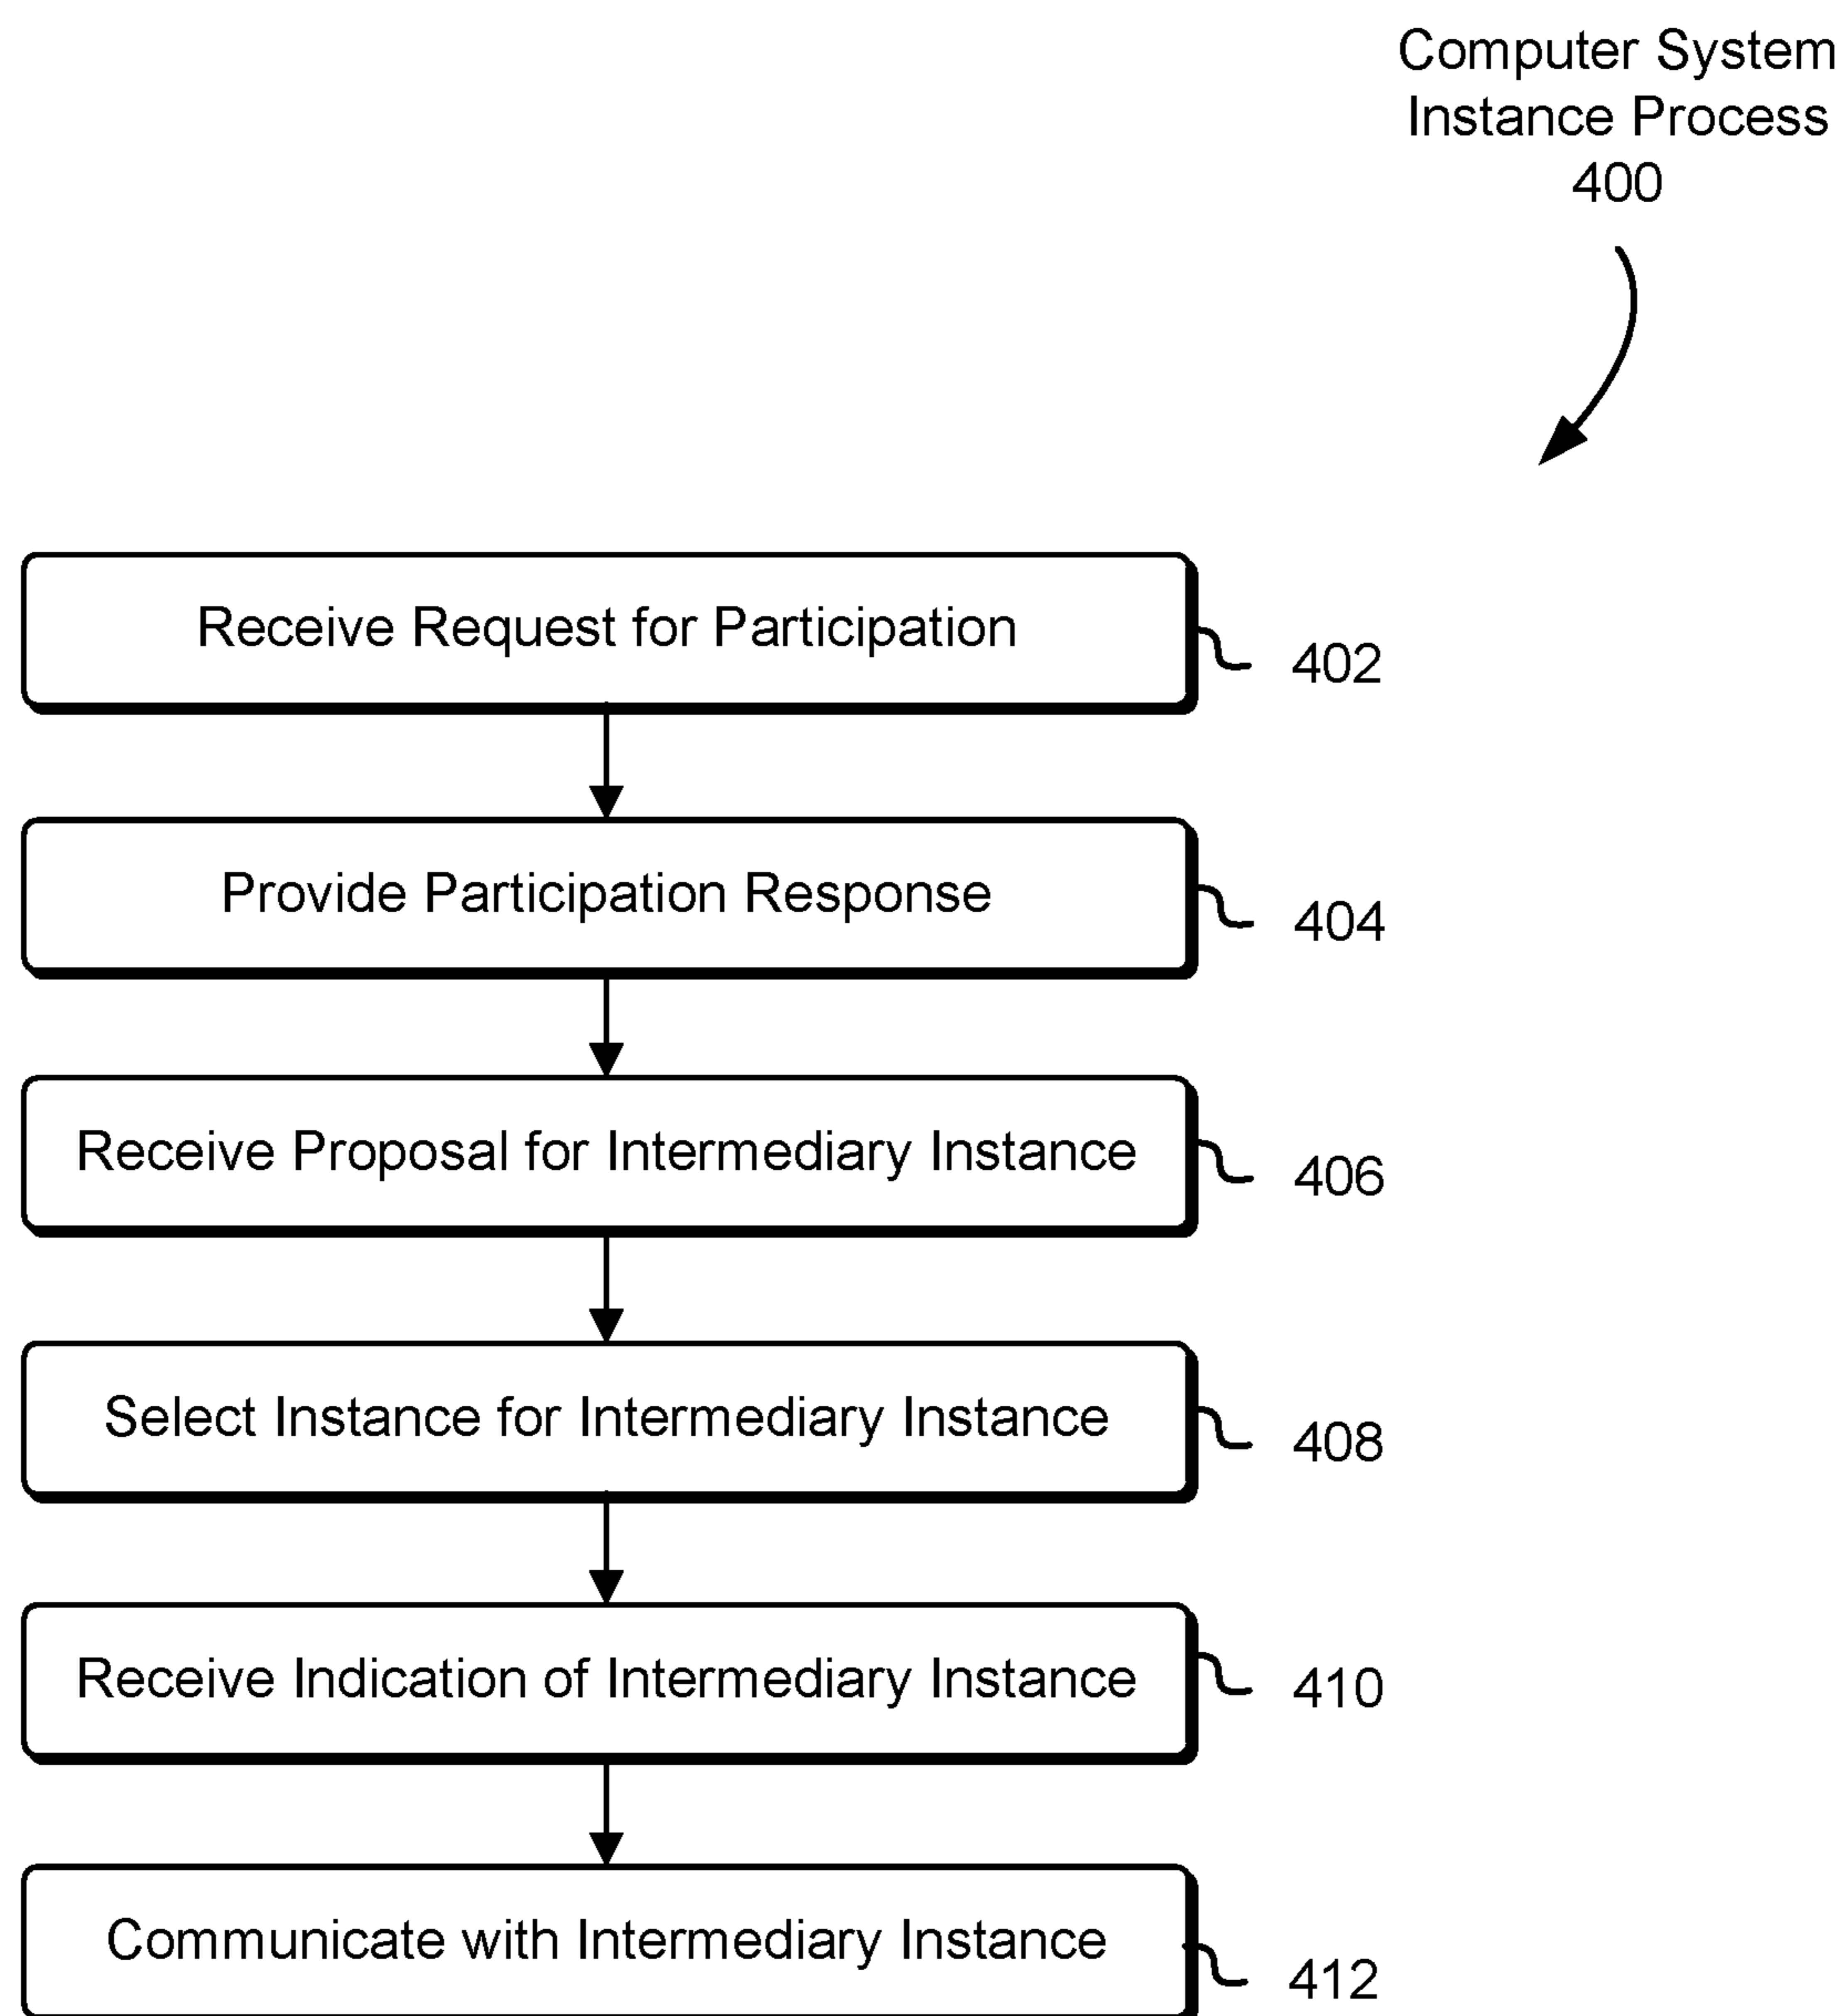 Computer System
Instance Process
400
Receive Request for Participation
402
Provide Participation Response
404
Receive Proposal for Intermediary Instance
406
Select Instance for Intermediary Instance
408
Receive Indication of Intermediary Instance
410
Communicate with Intermediary Instance
412